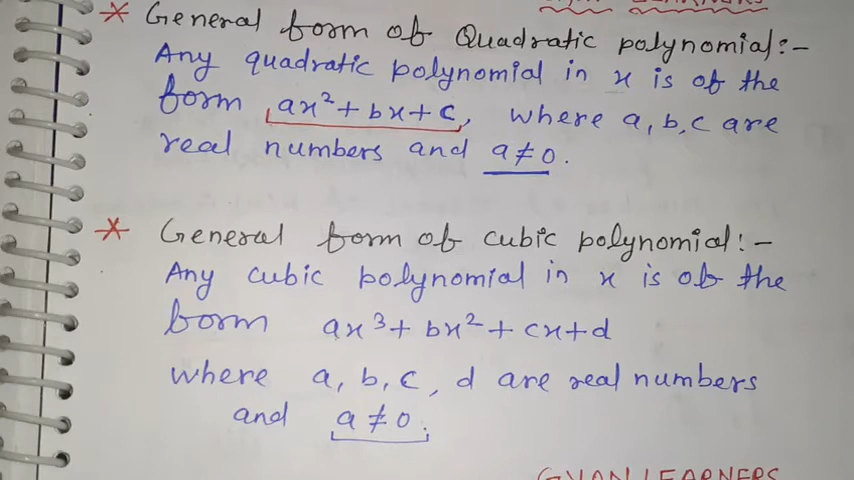 * General form of Quadratic polynomial:-
Any quadratic polynomial in x is of the
form ax²+bx+c, where a,b,c are
real numbers and a≠0.
* General form of cubic polynomial:-
Any cubic polynomial in x is of the
form ax³+bx²+cx+d
where a,b,c,d are real numbers
and a≠0.
GYAN LEARNERS